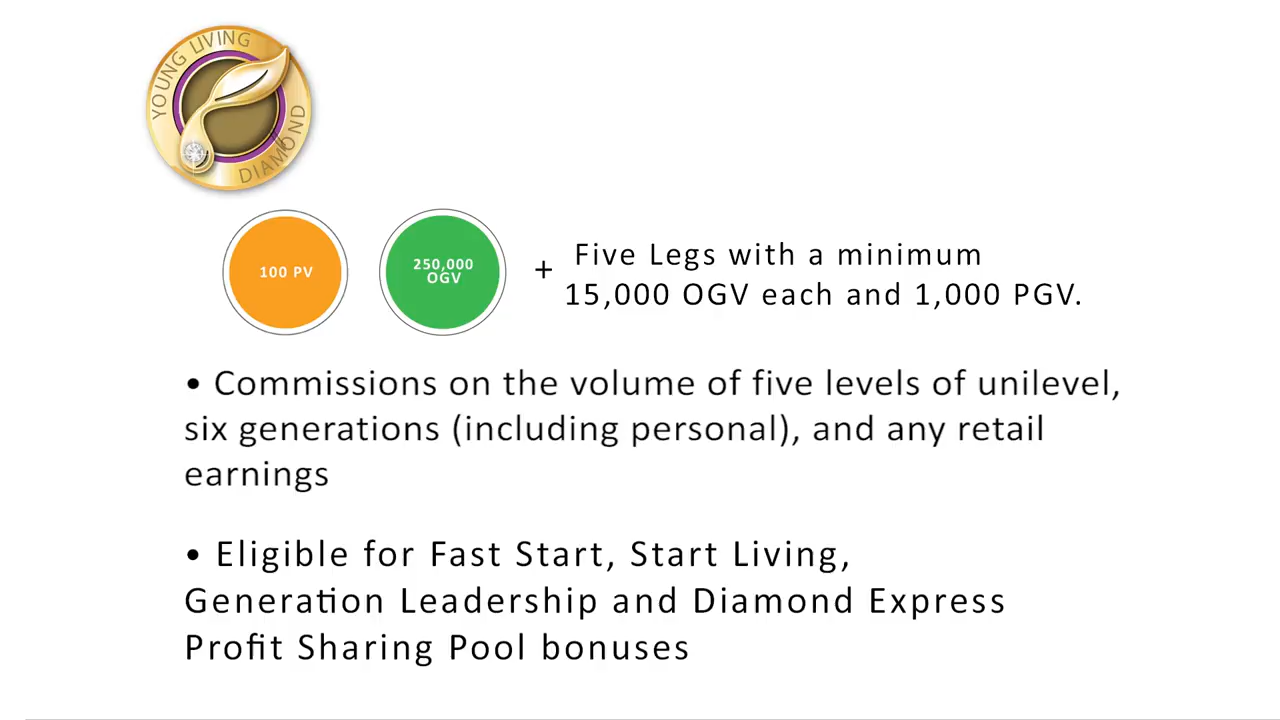 YOUNG LIVING
DIAMOND
100 PV
250,000
OGV
+ Five Legs with a minimum
15,000 OGV each and 1,000 PGV.
• Commissions on the volume of five levels of unilevel,
six generations (including personal), and any retail
earnings
• Eligible for Fast Start, Start Living,
Generation Leadership and Diamond Express
Profit Sharing Pool bonuses